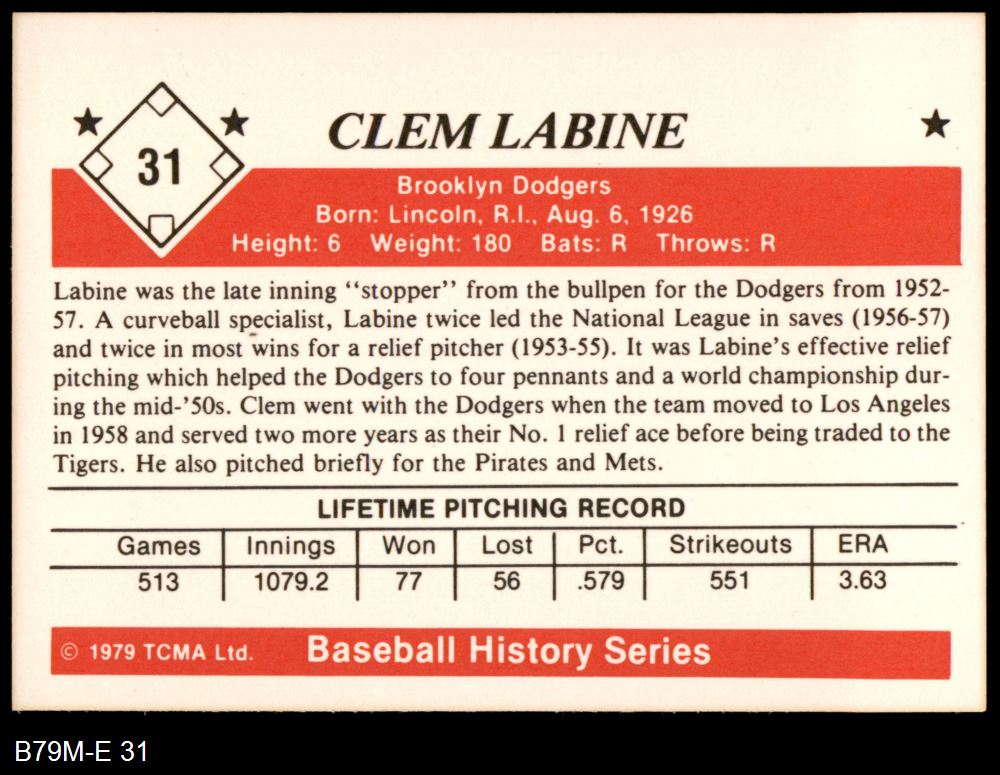 31
CLEM LABINE
Brooklyn Dodgers
Born: Lincoln, R.I., Aug. 6, 1926
Height: 6 Weight: 180 Bats: R Throws: R
Labine was the late inning "stopper" from the bullpen for the Dodgers from 1952-
57. A curveball specialist, Labine twice led the National League in saves (1956-57)
and twice in most wins for a relief pitcher (1953-55). It was Labine's effective relief
pitching which helped the Dodgers to four pennants and a world championship dur-
ing the mid-'50s. Clem went with the Dodgers when the team moved to Los Angeles
in 1958 and served two more years as their No. 1 relief ace before being traded to the
Tigers. He also pitched briefly for the Pirates and Mets.
LIFETIME PITCHING RECORD
Games Innings Won Lost Pct. Strikeouts ERA
513 1079.2 77 56 .579 551 3.63
© 1979 TCMA Ltd. Baseball History Series
B79M-E 31